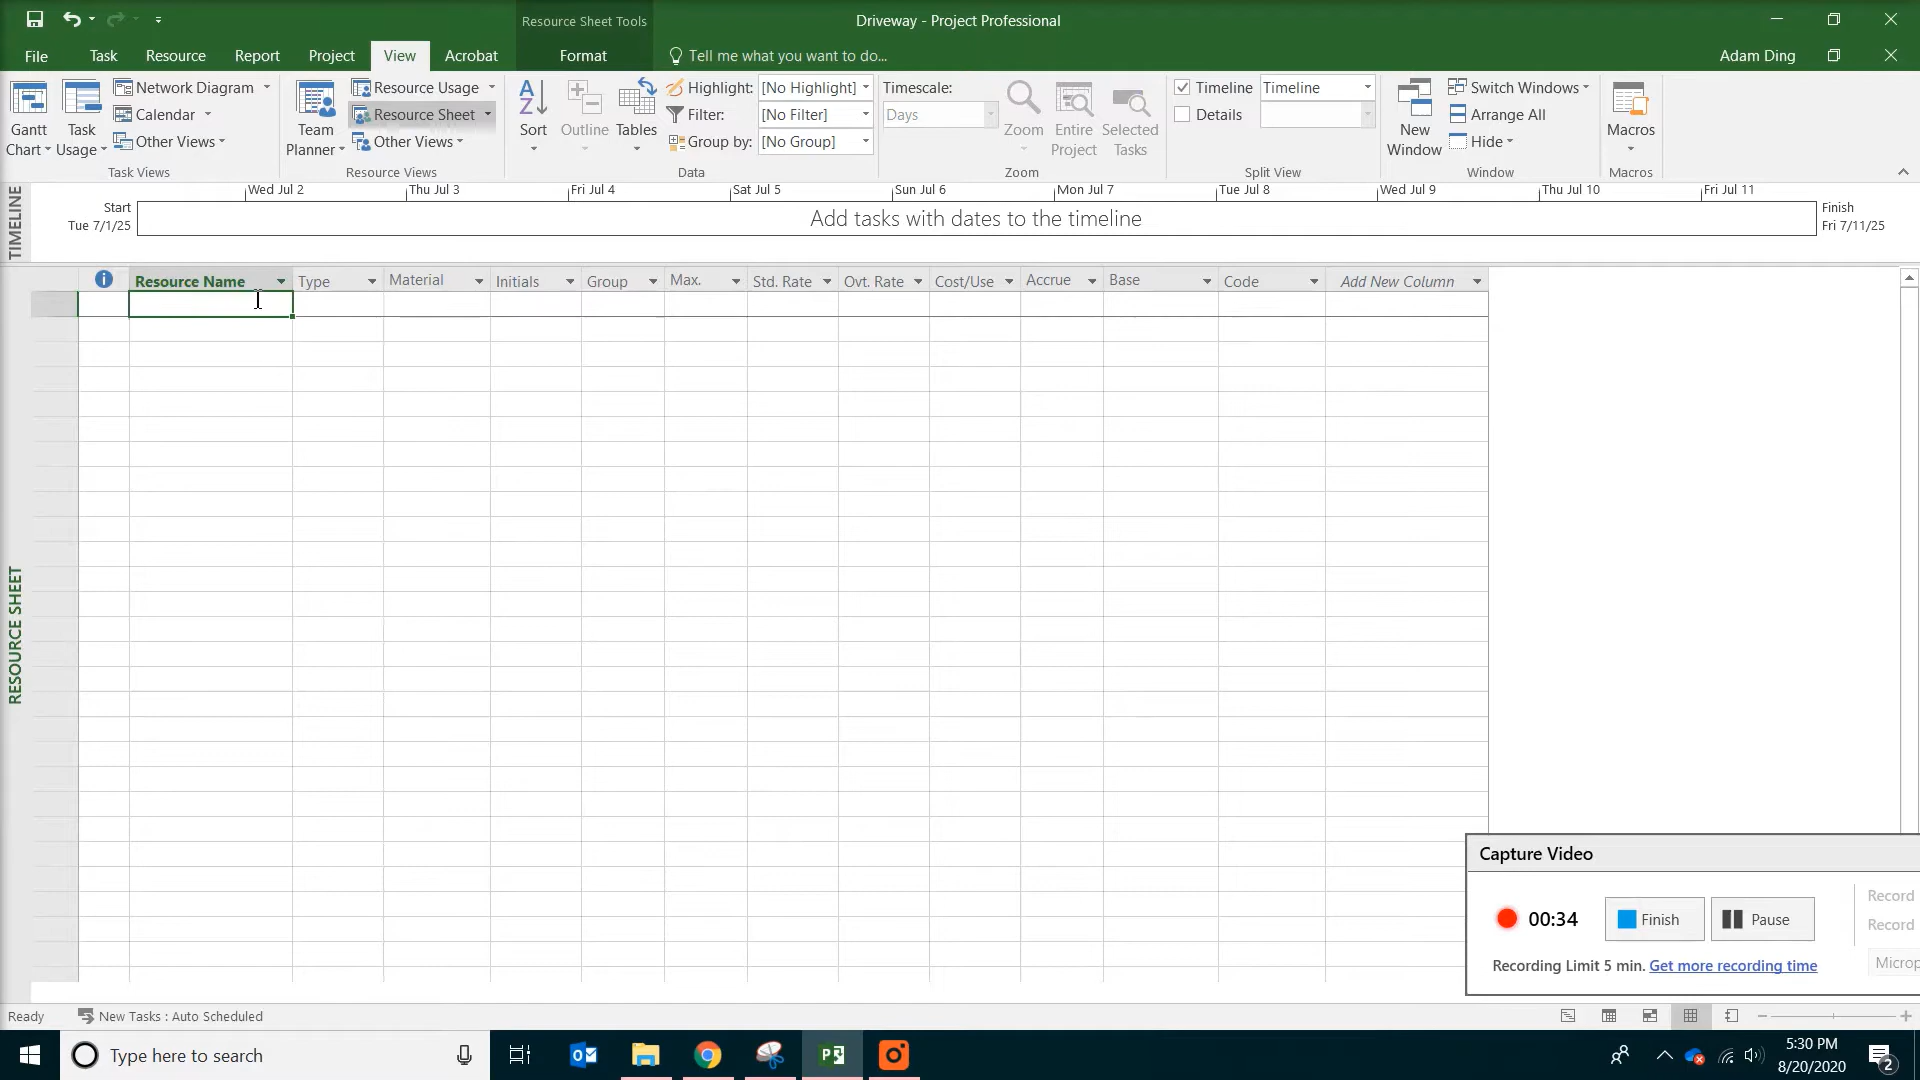 Resource Sheet Tools
Driveway - Project Professional
File Task Resource Report Project View Acrobat Format Tell me what you want to do... Adam Ding
Gantt Chart
Task Usage
Network Diagram
Calendar
Other Views
Task Views
Team Planner
Resource Usage
Resource Sheet
Other Views
Resource Views
Sort
Outline
Tables
Highlight: [No Highlight]
Filter: [No Filter]
Group by: [No Group]
Data
Timescale:
Days
Zoom
Entire Project
Selected Tasks
Zoom
Timeline Timeline
Details
Split View
New Window
Switch Windows
Arrange All
Hide
Window
Macros
Macros
TIMELINE
Wed Jul 2 Thu Jul 3 Fri Jul 4 Sat Jul 5 Sun Jul 6 Mon Jul 7 Tue Jul 8 Wed Jul 9 Thu Jul 10 Fri Jul 11
Start
Tue 7/1/25
Add tasks with dates to the timeline
Finish
Fri 7/11/25
Resource Name Type Material Initials Group Max. Std. Rate Ovt. Rate Cost/Use Accrue Base Code Add New Column
RESOURCE SHEET
Capture Video
00:34 Finish Pause
Record
Record
Recording Limit 5 min. Get more recording time
Microp
Ready New Tasks : Auto Scheduled
Type here to search
5:30 PM
8/20/2020
2